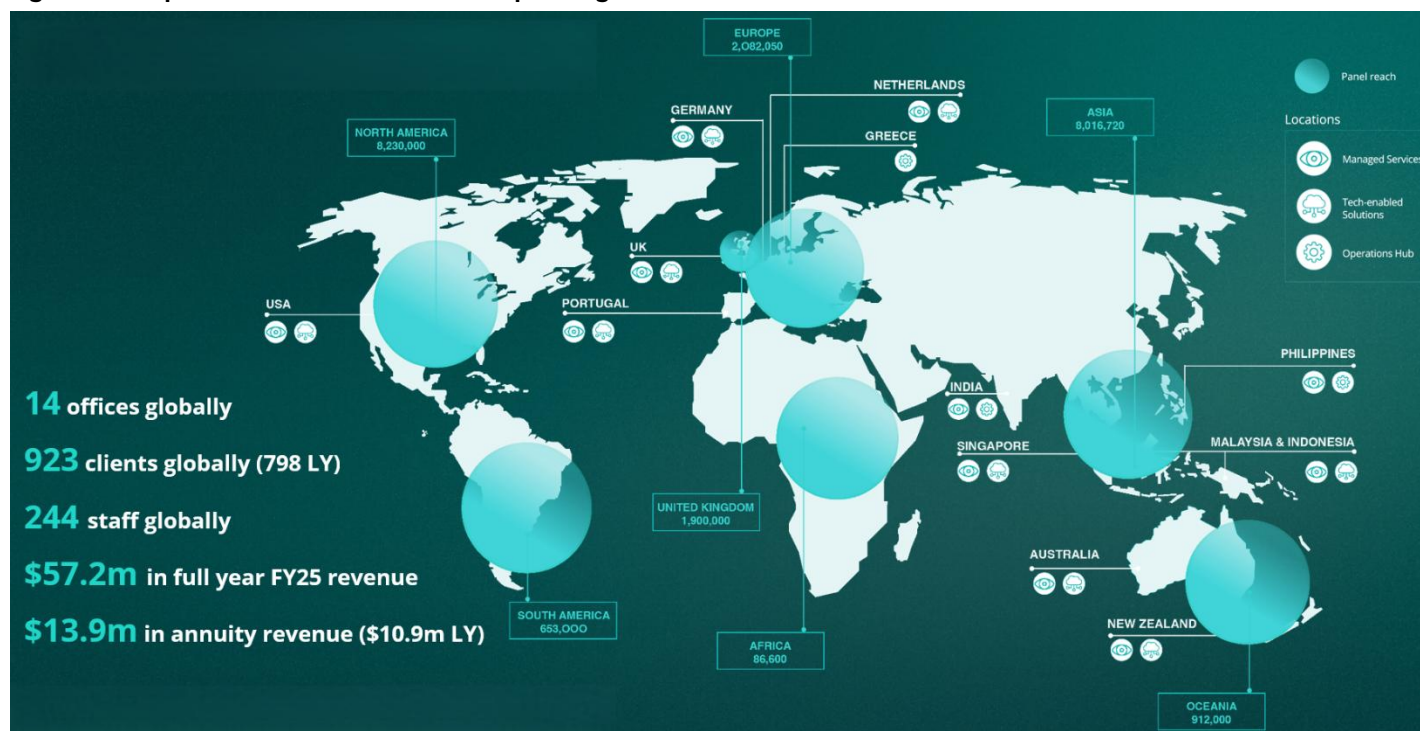 EUROPE
2,082,050
NETHERLANDS
GERMANY
GREECE
NORTH AMERICA
8,230,000
ASIA
8,016,720
Panel reach
Locations
Managed Services
Tech-enabled
Solutions
Operations Hub
UK
USA
PORTUGAL
PHILIPPINES
INDIA
SINGAPORE
MALAYSIA & INDONESIA
14 offices globally
923 clients globally (798 LY)
244 staff globally
$57.2m in full year FY25 revenue
$13.9m in annuity revenue ($10.9m LY)
UNITED KINGDOM
1,900,000
SOUTH AMERICA
653,000
AFRICA
86,600
AUSTRALIA
NEW ZEALAND
OCEANIA
912,000